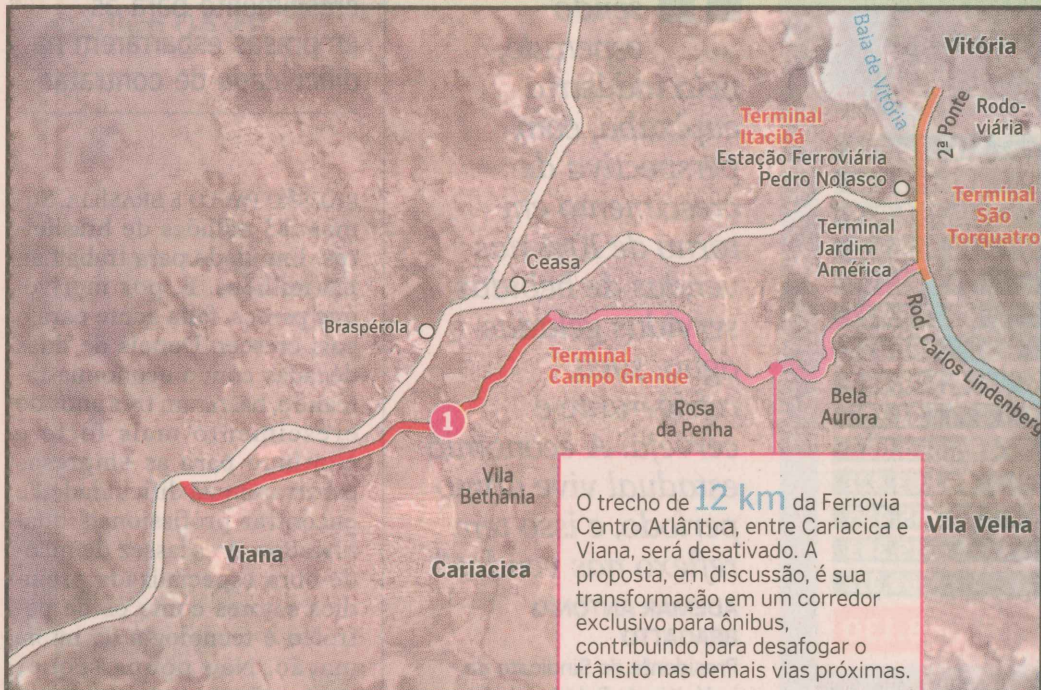 Vitória
Baia de Vitória
2ª Ponte
Rodo-
viária
Terminal
Itacibá
Estação Ferroviária
Pedro Nolasco
Terminal
São
Torquatro
Terminal
Jardim
América
Ceasa
Braspérola
Rod. Carlos Lindenberg
Terminal
Campo Grande
1
Rosa
da Penha
Bela
Aurora
Vila
Bethânia
Viana
Cariacica
Vila Velha
O trecho de 12 km da Ferrovia
Centro Atlântica, entre Cariacica e
Viana, será desativado. A
proposta, em discussão, é sua
transformação em um corredor
exclusivo para ônibus,
contribuindo para desafogar o
trânsito nas demais vias próximas.